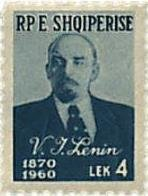 RP E SHQIPERISE
V. I. Lenin
1870
1960
LEK 4